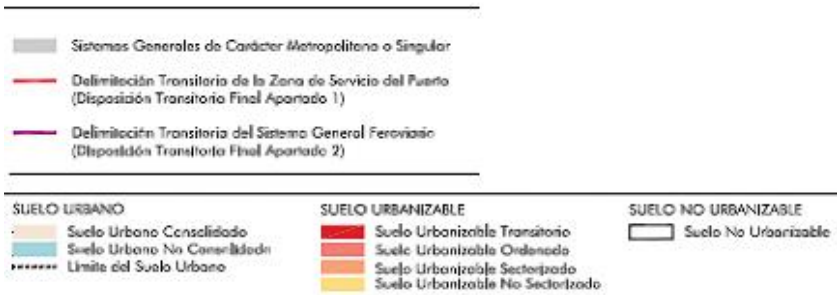 Sistemas Generales de Carácter Metropolitano o Singular
Delimitación Transitoria de la Zona de Servicio del Puerto
(Disposición Transitoria Final Apartado 1)
Delimitación Transitoria del Sistema General Ferroviario
(Disposición Transitoria Final Apartado 2)
SUELO URBANO
Suelo Urbano Consolidado
Suelo Urbano No Consolidado
Límite del Suelo Urbano
SUELO URBANIZABLE
Suelo Urbanizable Transitorio
Suelo Urbanizable Ordenado
Suelo Urbanizable Sectorizado
Suelo Urbanizable No Sectorizado
SUELO NO URBANIZABLE
Suelo No Urbanizable